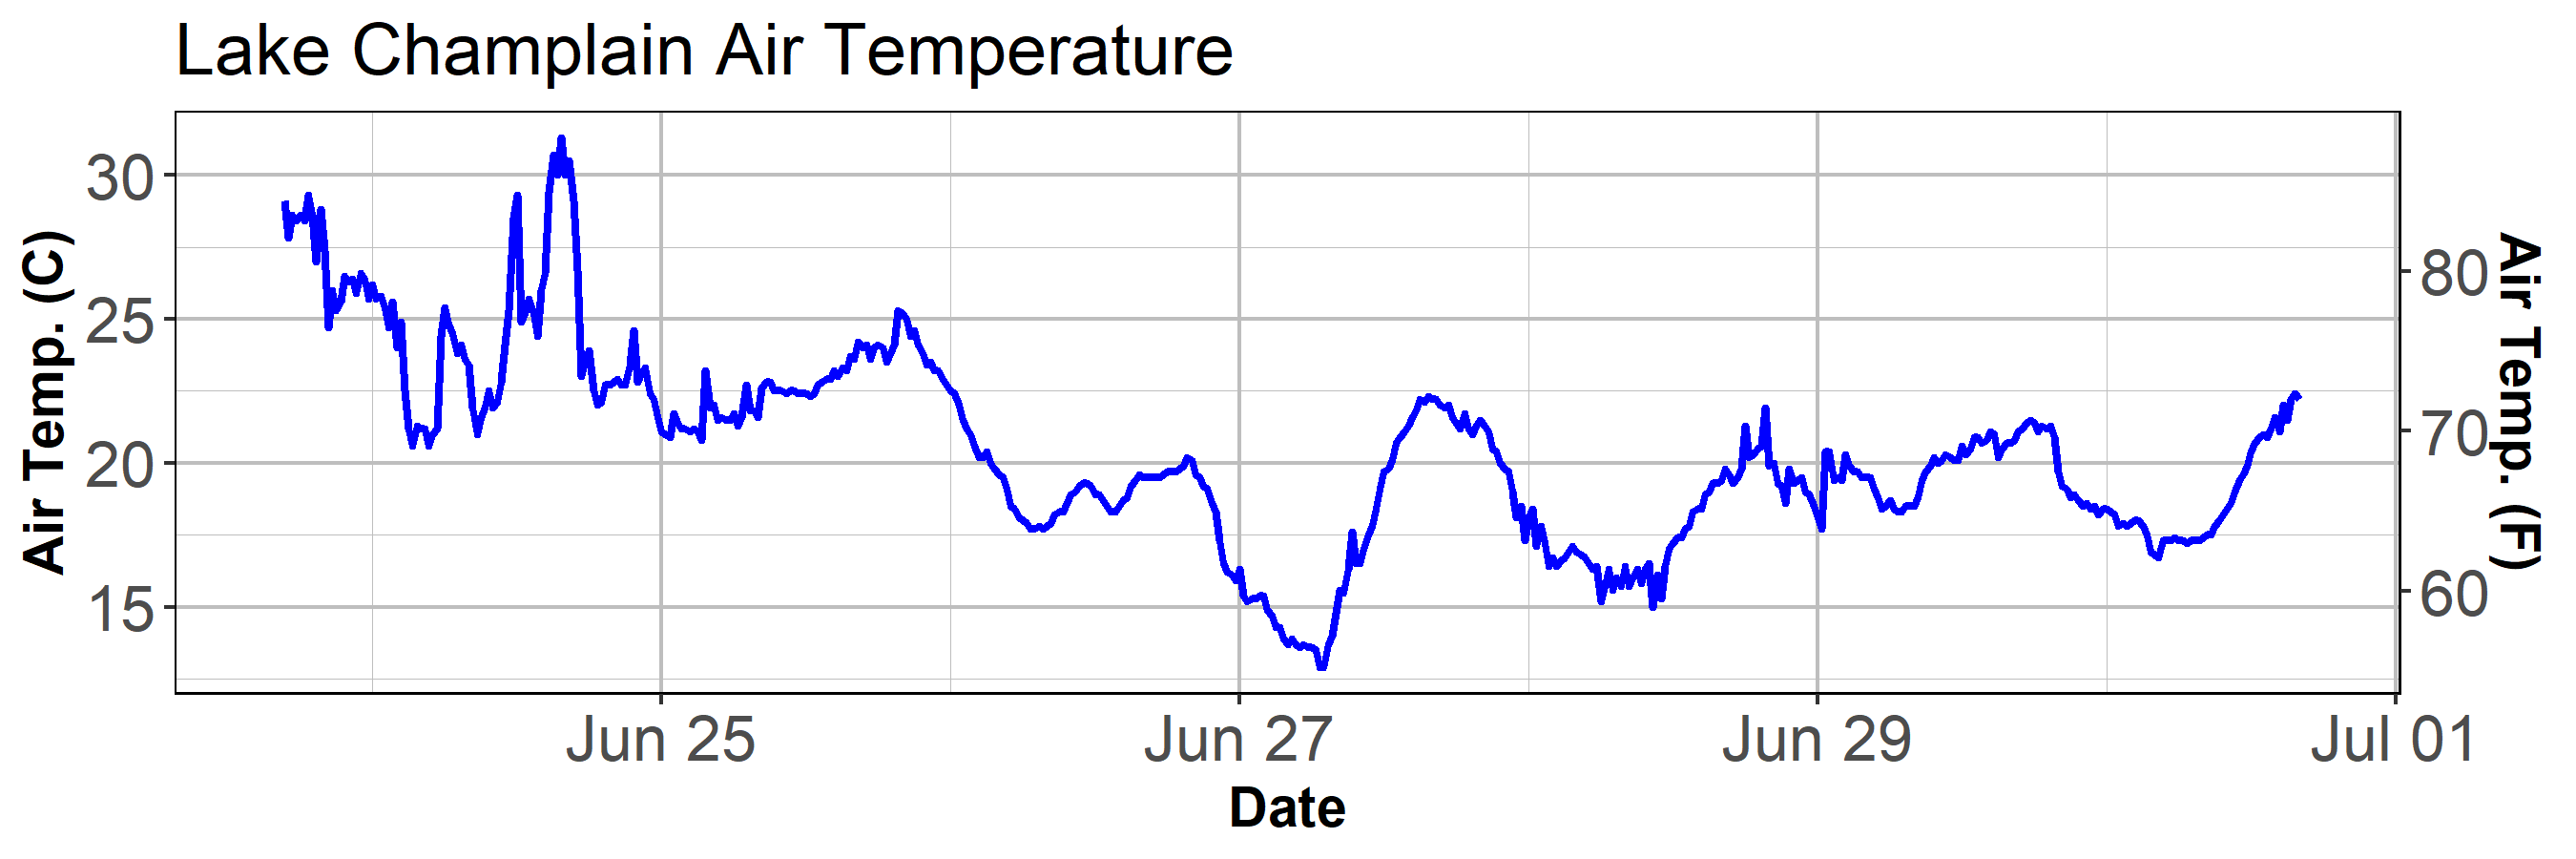 Lake Champlain Air Temperature
30
25
20
15
Air Temp. (C)
80
70
60
Air Temp. (F)
Jun 25
Jun 27
Jun 29
Jul 01
Date